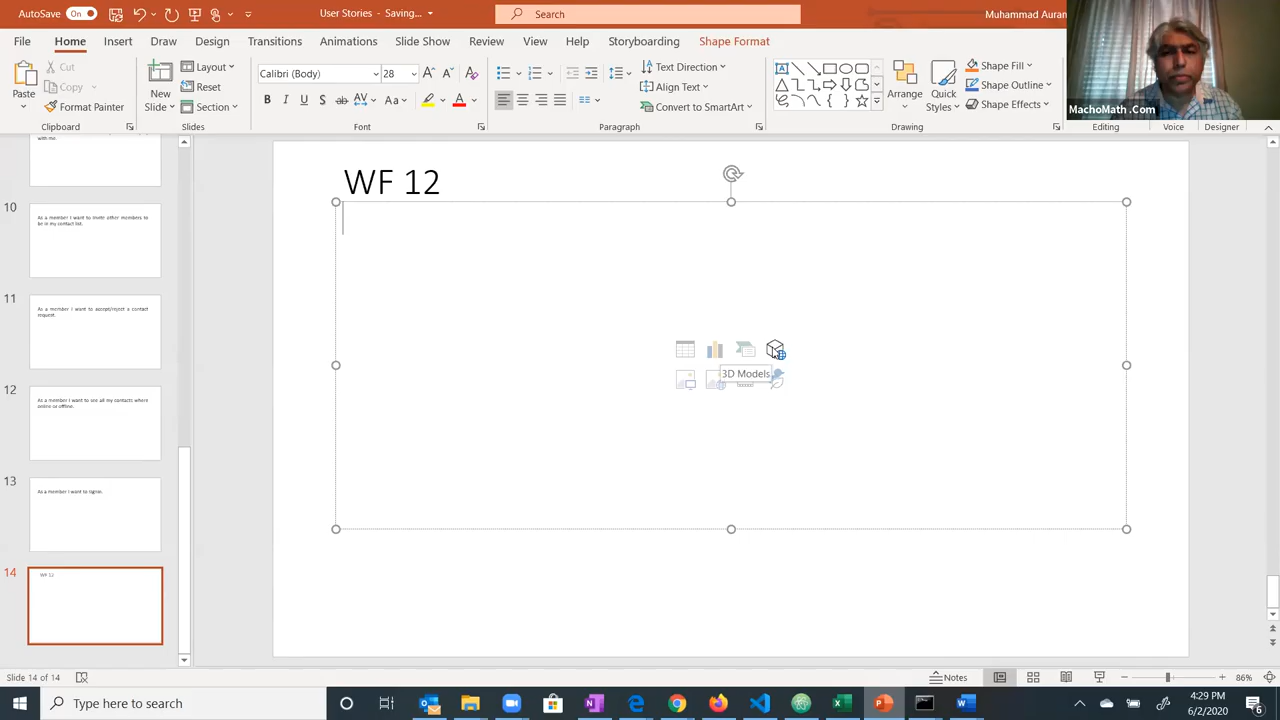 AutoSave On User Stories - Saving... Search Muhammad Auran
File Home Insert Draw Design Transitions Animations Slide Show Review View Help Storyboarding Shape Format
Paste
Cut
Copy
Format Painter
Clipboard
New
Slide
Layout
Reset
Section
Slides
Calibri (Body) 28
B I U S ab AV Aa A
Font
Text Direction
Align Text
Convert to SmartArt
Paragraph
Arrange
Quick
Styles
Shape Fill
Shape Outline
Shape Effects
Drawing
Editing
Voice
Designer
MachoMath .Com
with me.
10
As a member I want to invite other members to
be in my contact list.
11
As a member I want to accept/reject a contact
request.
12
As a member I want to see all my contacts where
online or offline.
13
As a member I want to signin.
14
WF 12
WF 12
3D Models
Slide 14 of 14 Notes 86%
Type here to search
4:29 PM
6/2/2020
6